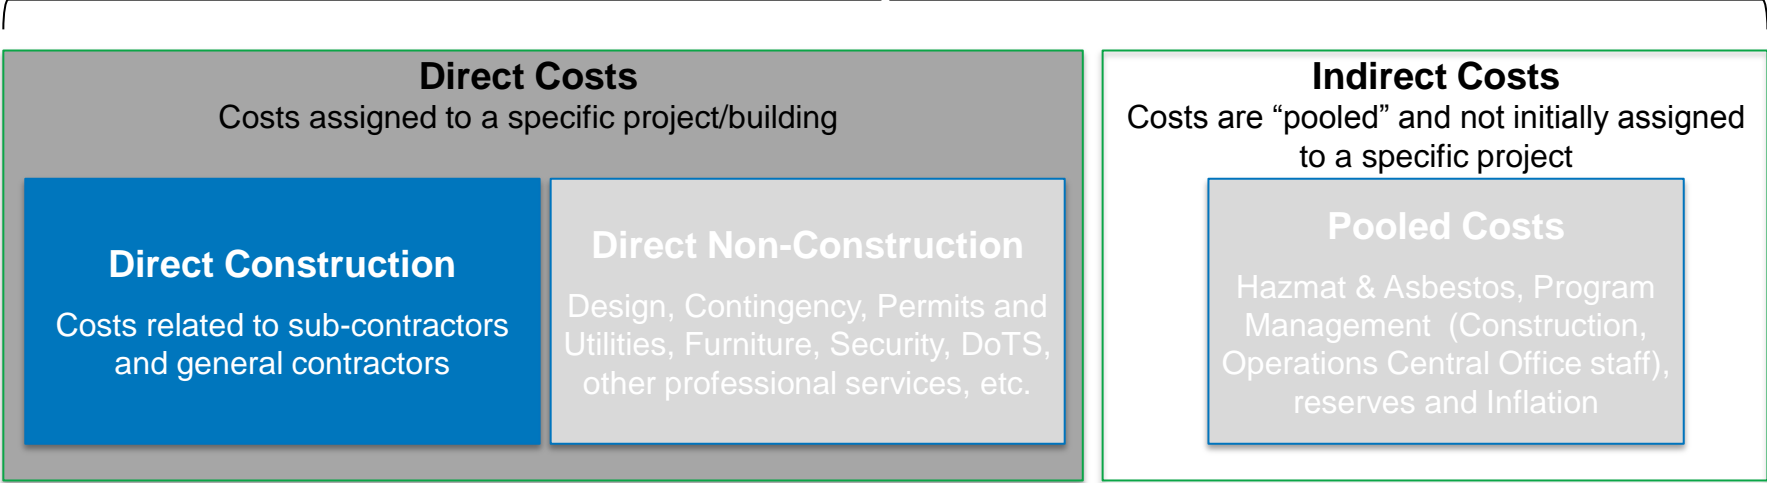 Direct Costs
Costs assigned to a specific project/building
Direct Construction
Costs related to sub-contractors
and general contractors
Direct Non-Construction
Design, Contingency, Permits and
Utilities, Furniture, Security, DoTS,
other professional services, etc.
Indirect Costs
Costs are “pooled” and not initially assigned
to a specific project
Pooled Costs
Hazmat & Asbestos, Program
Management  (Construction,
Operations Central Office staff),
reserves and Inflation